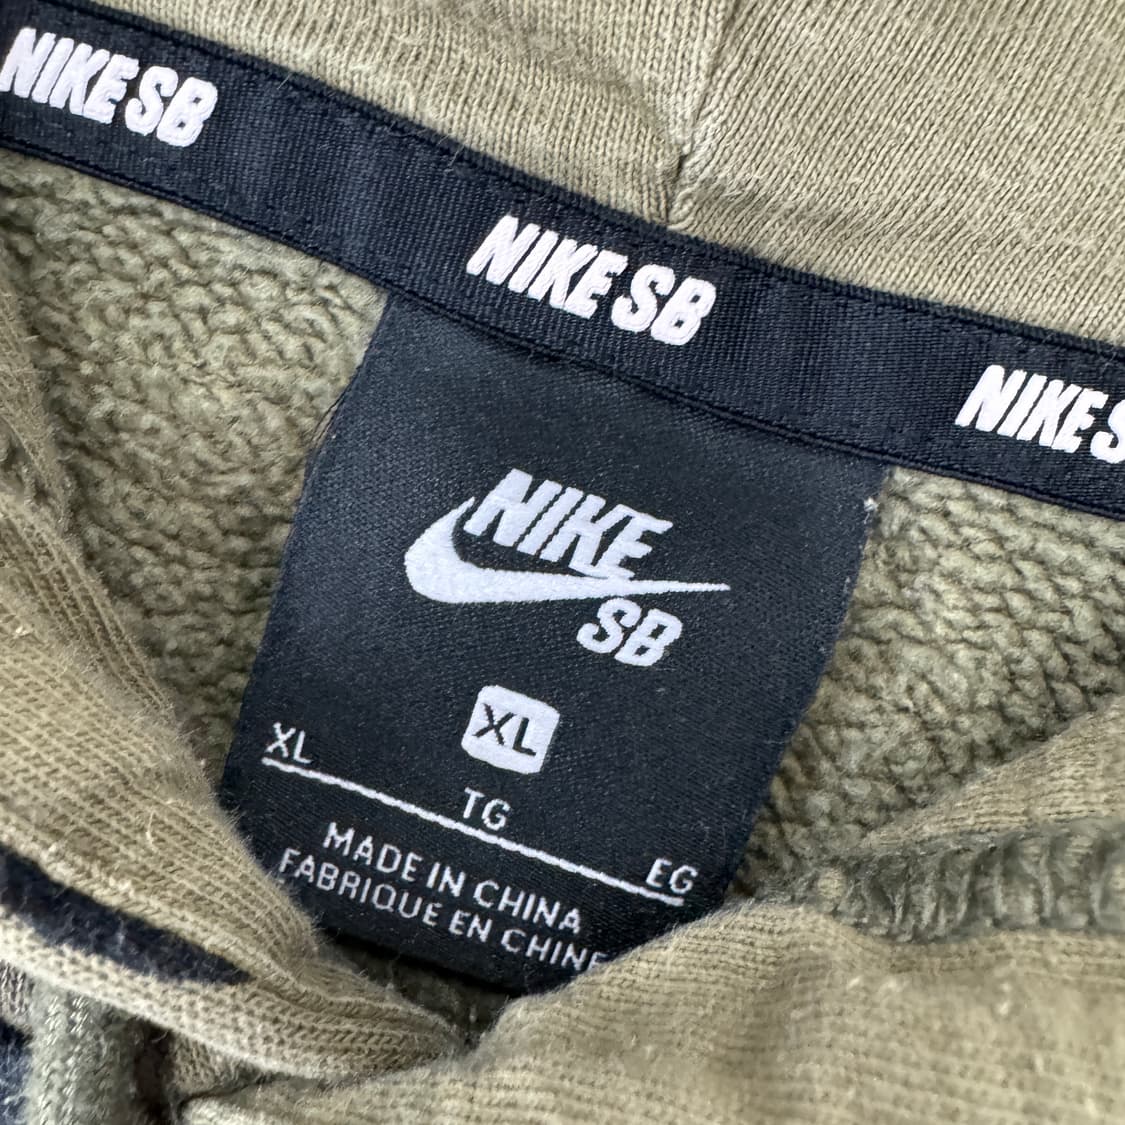 NIKE SB
NIKE SB
NIKE S
NIKE
SB
XL
XL
TG
EG
MADE IN CHINA
FABRIQUE EN CHINE